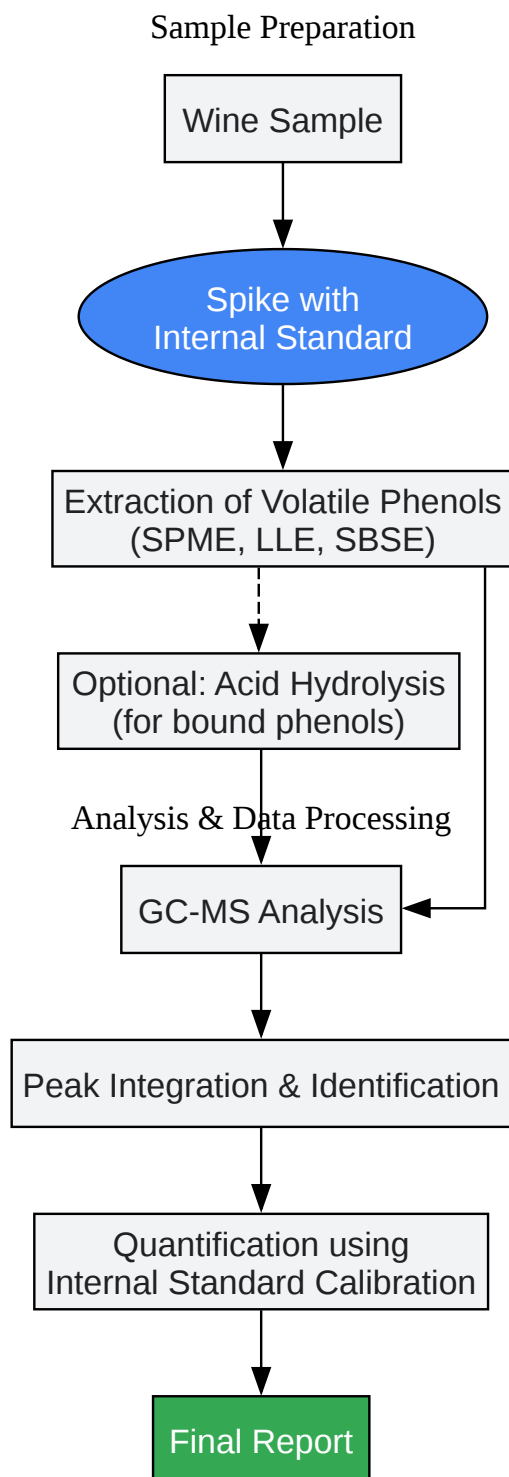 Sample Preparation
Wine Sample
Spike with
Internal Standard
Extraction of Volatile Phenols
(SPME, LLE, SBSE)
Optional: Acid Hydrolysis
(for bound phenols)
Analysis & Data Processing
GC-MS Analysis
Peak Integration & Identification
Quantification using
Internal Standard Calibration
Final Report